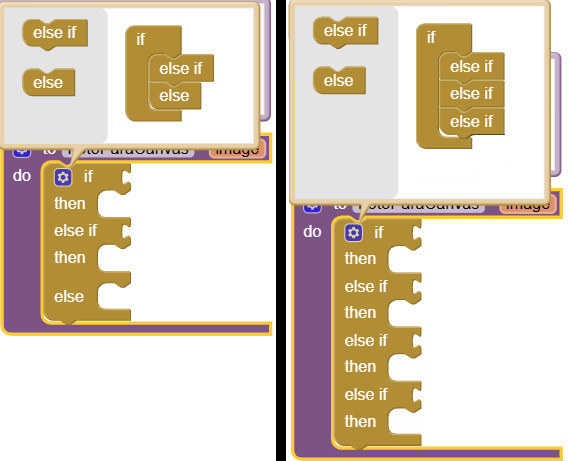 else if
else
if
else if
else
to image
do
if
then
else if
then
else
else if
else
if
else if
else if
else if
to image
do
if
then
else if
then
else if
then
else if
then